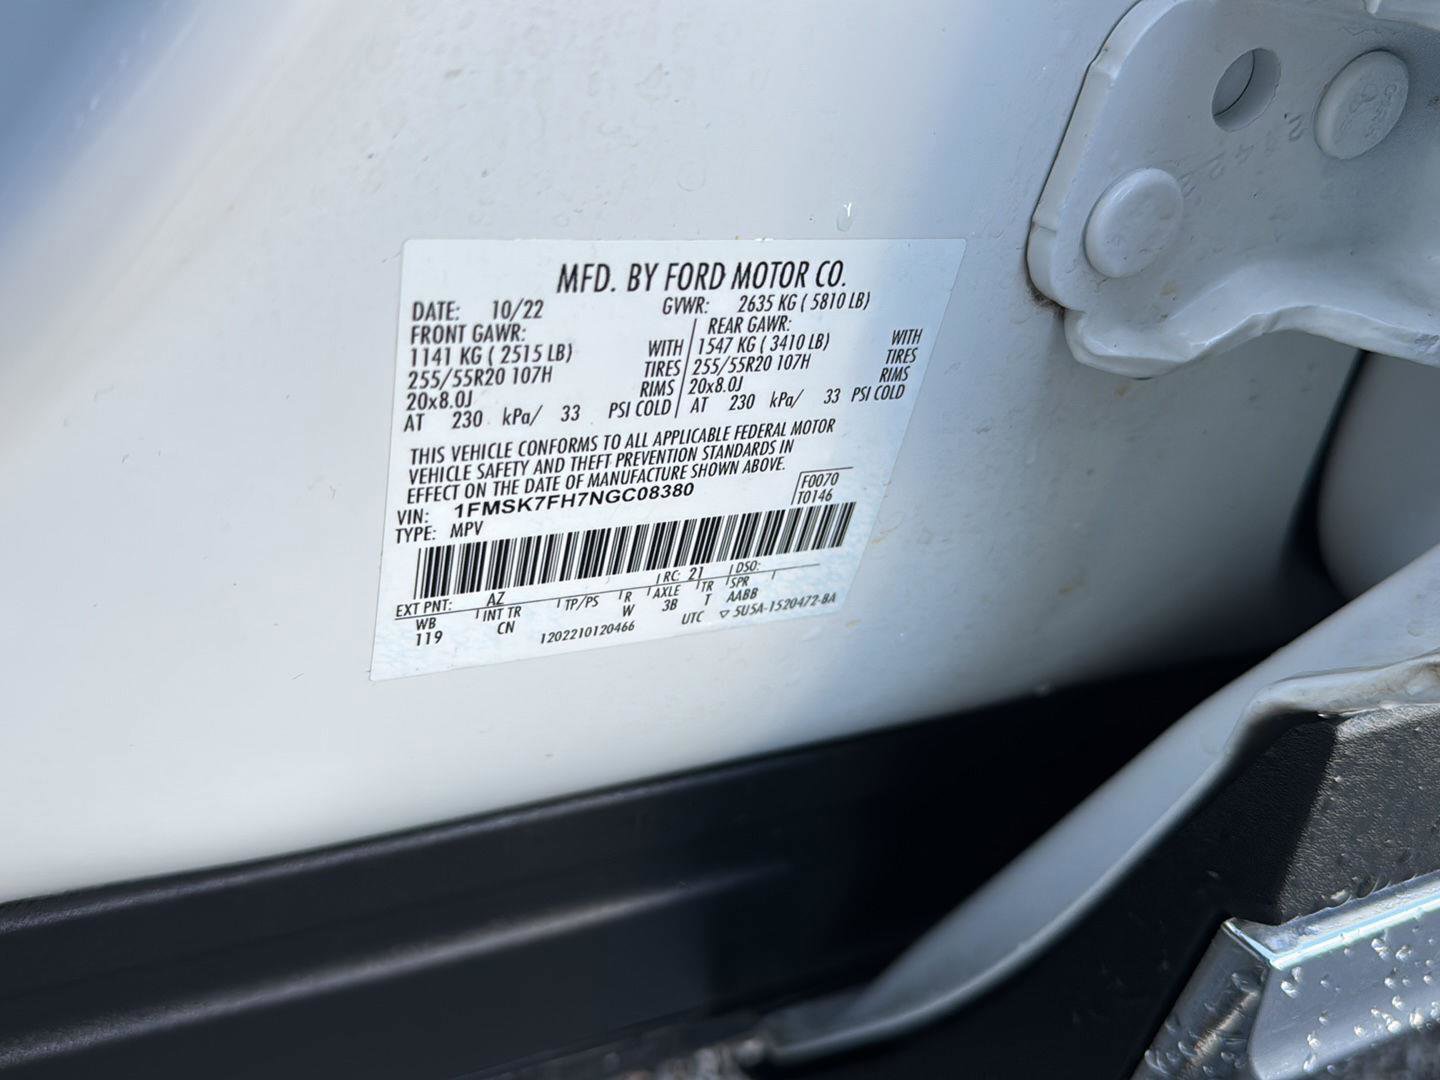 MFD. BY FORD MOTOR CO.
DATE: 10/22 GVWR: 2635 KG ( 5810 LB)
FRONT GAWR: REAR GAWR:
1141 KG ( 2515 LB) WITH 1547 KG ( 3410 LB) WITH
255/55R20 107H TIRES 255/55R20 107H TIRES
20x8.0J RIMS 20x8.0J RIMS
AT 230 kPa/ 33 PSI COLD AT 230 kPa/ 33 PSI COLD
THIS VEHICLE CONFORMS TO ALL APPLICABLE FEDERAL MOTOR
VEHICLE SAFETY AND THEFT PREVENTION STANDARDS IN
EFFECT ON THE DATE OF MANUFACTURE SHOWN ABOVE.
VIN: 1FMSK7FH7NGC08380 F0070
TYPE: MPV T0146
EXT PNT: AZ RC: 21 DSO:
WB INT TR TP/PS R AXLE TR SPR
119 CN W 3B T AABB
1202210120466 UTC ▽ 5U5A-1520472-BA